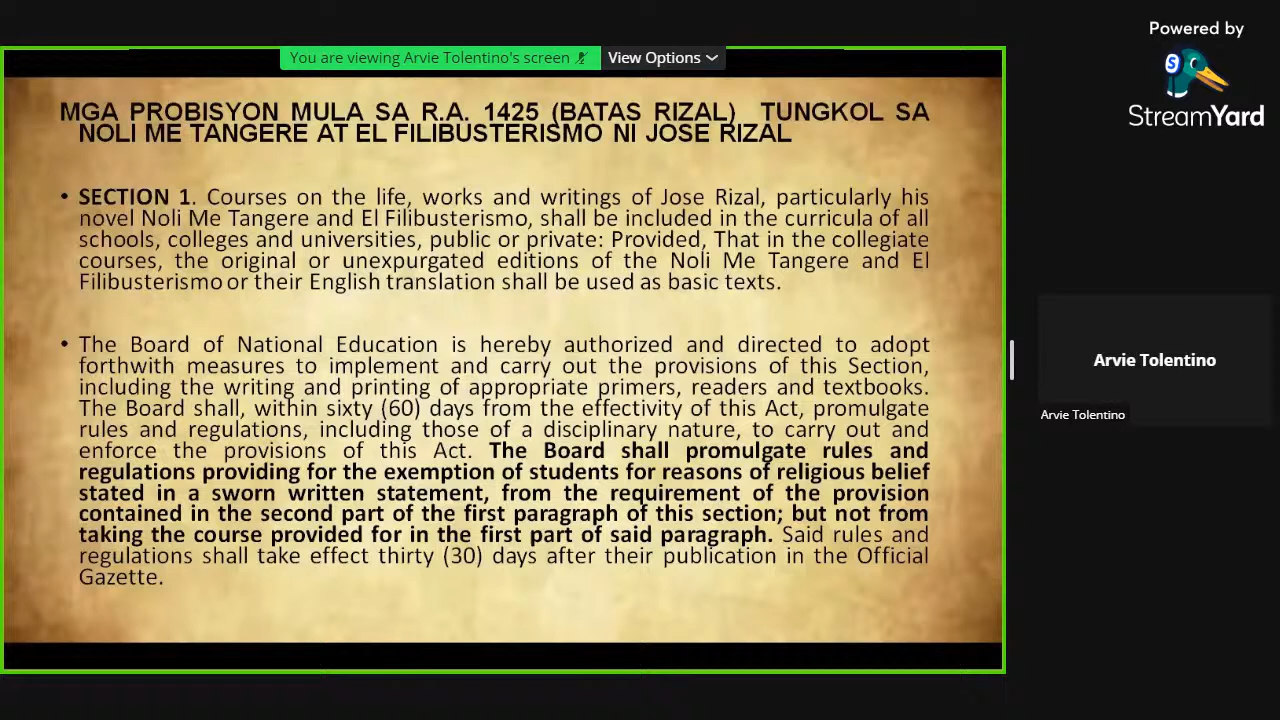 Powered by
StreamYard
You are viewing Arvie Tolentino's screen
View Options
MGA PROBISYON MULA SA R.A. 1425 (BATAS RIZAL) TUNGKOL SA
NOLI ME TANGERE AT EL FILIBUSTERISMO NI JOSE RIZAL
• SECTION 1. Courses on the life, works and writings of Jose Rizal, particularly his
novel Noli Me Tangere and El Filibusterismo, shall be included in the curricula of all
schools, colleges and universities, public or private: Provided, That in the collegiate
courses, the original or unexpurgated editions of the Noli Me Tangere and El
Filibusterismo or their English translation shall be used as basic texts.
• The Board of National Education is hereby authorized and directed to adopt
forthwith measures to implement and carry out the provisions of this Section,
including the writing and printing of appropriate primers, readers and textbooks.
The Board shall, within sixty (60) days from the effectivity of this Act, promulgate
rules and regulations, including those of a disciplinary nature, to carry out and
enforce the provisions of this Act. The Board shall promulgate rules and
regulations providing for the exemption of students for reasons of religious belief
stated in a sworn written statement, from the requirement of the provision
contained in the second part of the first paragraph of this section; but not from
taking the course provided for in the first part of said paragraph. Said rules and
regulations shall take effect thirty (30) days after their publication in the Official
Gazette.
Arvie Tolentino
Arvie Tolentino